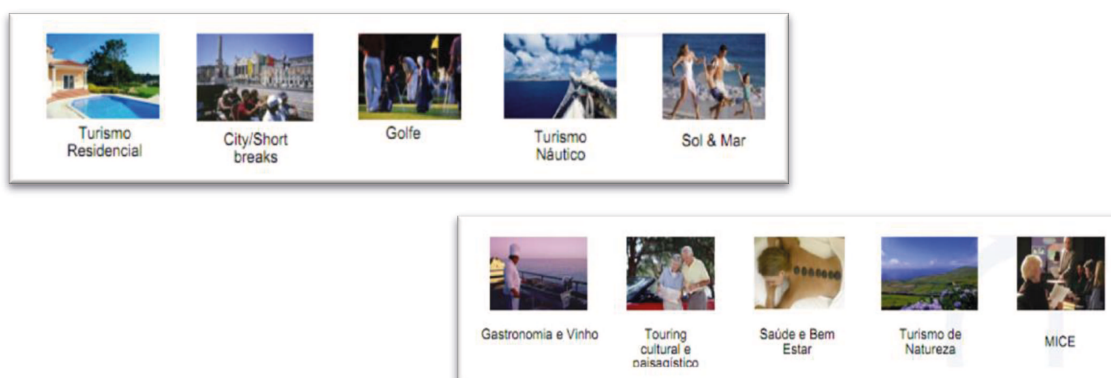 Turismo
Residencial
City/Short
breaks
Golfe
Turismo
Náutico
Sol & Mar
Gastronomia e Vinho
Touring
cultural e
paisagístico
Saúde e Bem
Estar
Turismo de
Natureza
MICE